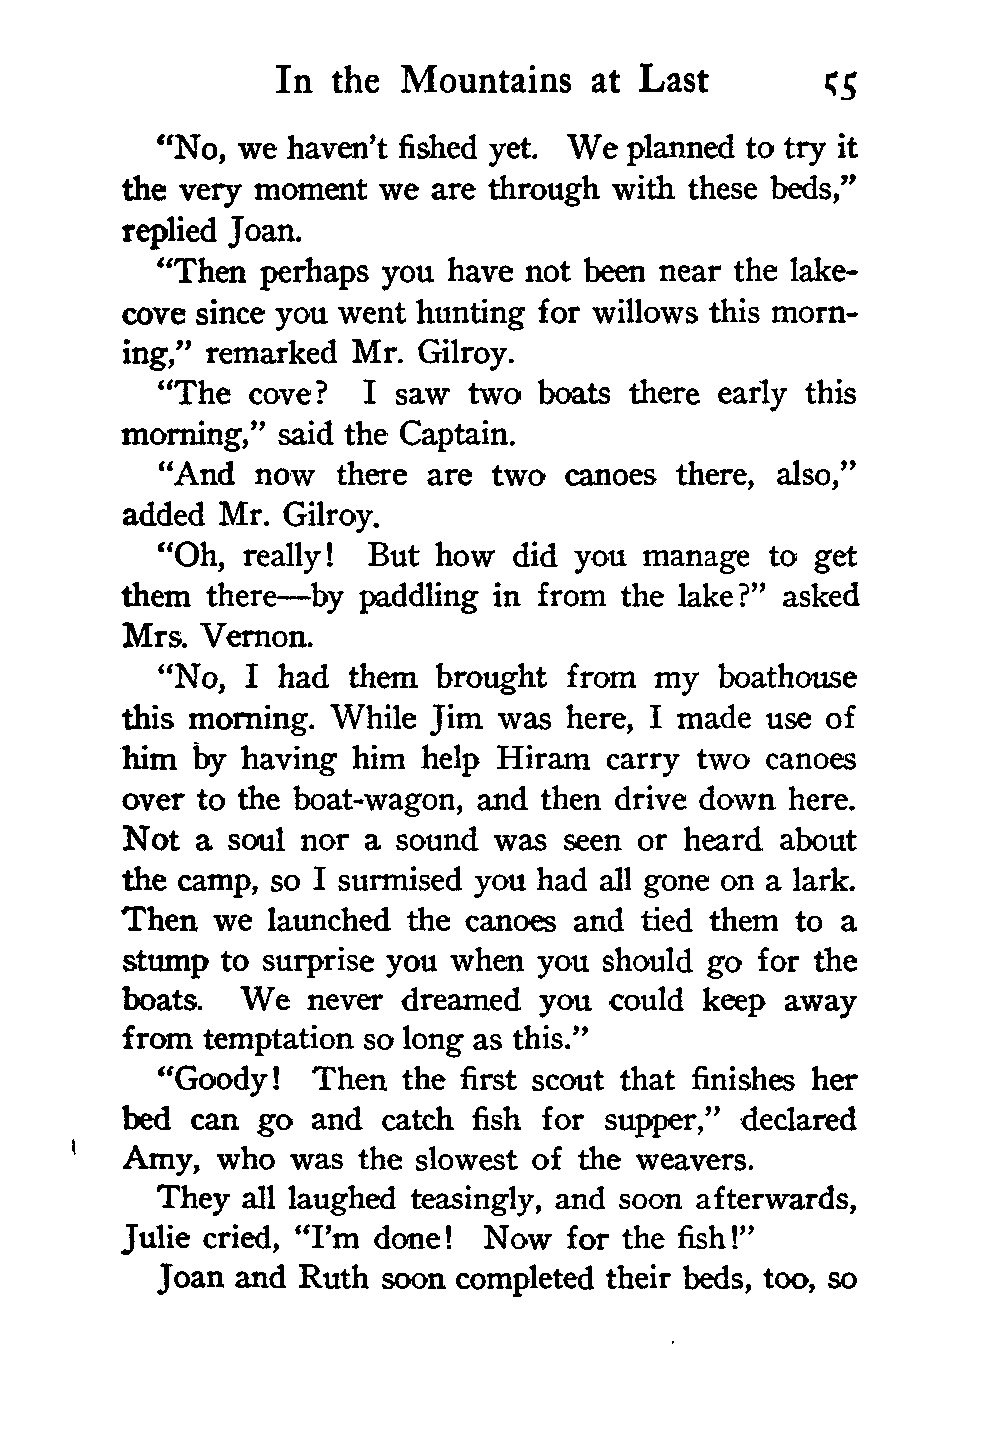 In the Mountains at Last 55
“No, we haven’t fished yet. We planned to try it
the very moment we are through with these beds,”
replied Joan.
“Then perhaps you have not been near the lake-
cove since you went hunting for willows this morn-
ing,” remarked Mr. Gilroy.
“The cove? I saw two boats there early this
morning,” said the Captain.
“And now there are two canoes there, also,”
added Mr. Gilroy.
“Oh, really! But how did you manage to get
them there—by paddling in from the lake?” asked
Mrs. Vernon.
“No, I had them brought from my boathouse
this morning. While Jim was here, I made use of
him by having him help Hiram carry two canoes
over to the boat-wagon, and then drive down here.
Not a soul nor a sound was seen or heard about
the camp, so I surmised you had all gone on a lark.
Then we launched the canoes and tied them to a
stump to surprise you when you should go for the
boats. We never dreamed you could keep away
from temptation so long as this.”
“Goody! Then the first scout that finishes her
bed can go and catch fish for supper,” declared
Amy, who was the slowest of the weavers.
They all laughed teasingly, and soon afterwards,
Julie cried, “I’m done! Now for the fish!”
Joan and Ruth soon completed their beds, too, so